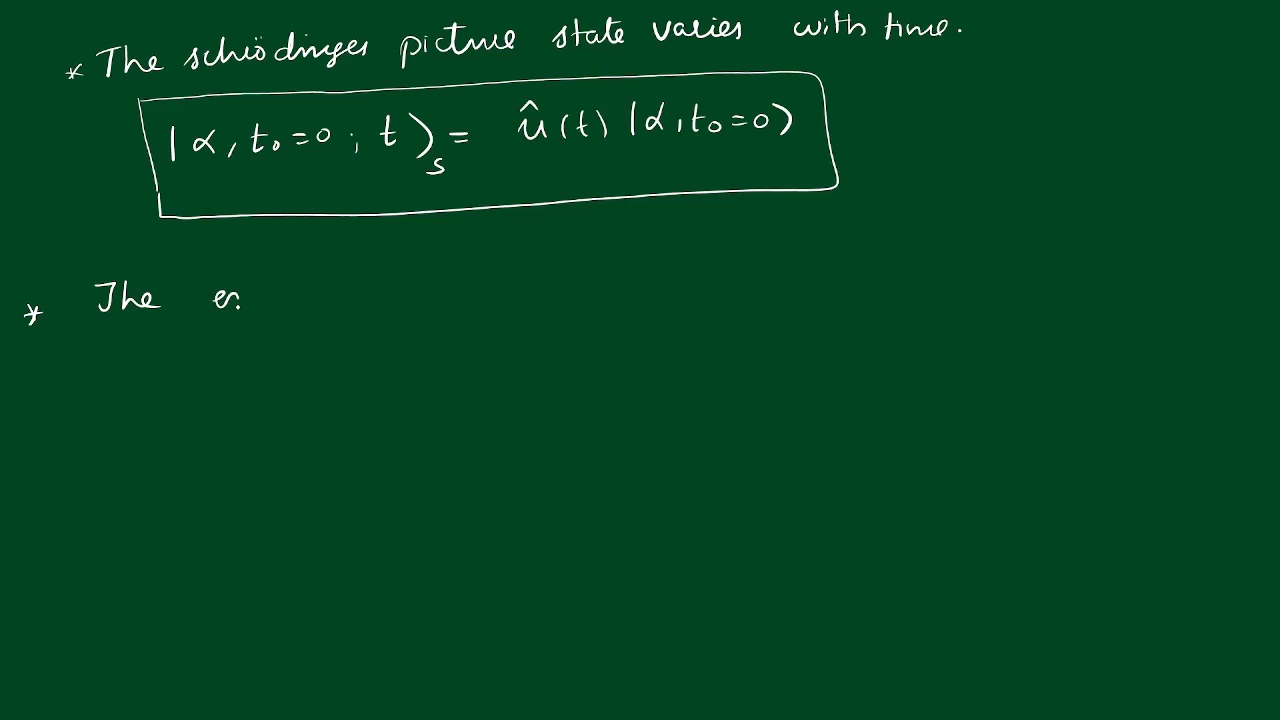 * The schrödinger picture state varies with time.
|α, t₀=0 ; t⟩ₛ = û(t) |α, t₀=0⟩
* The